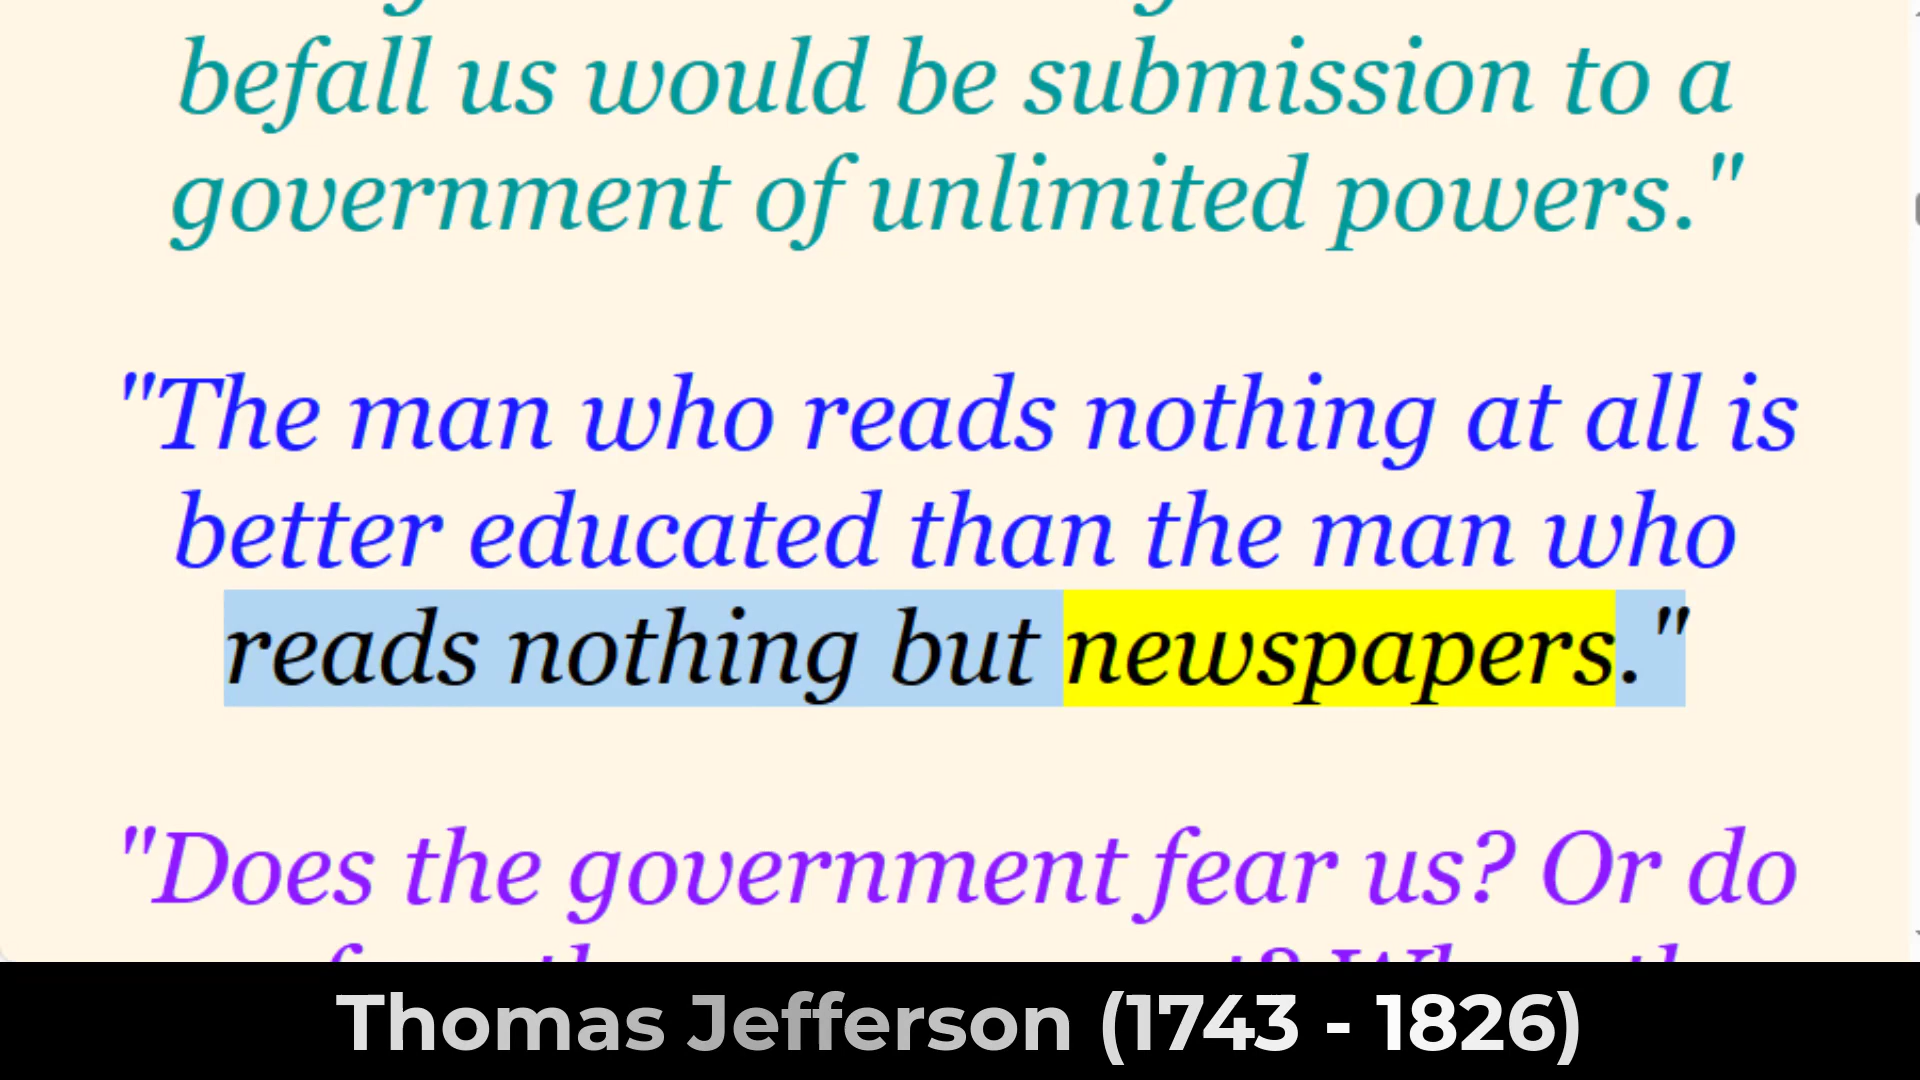 befall us would be submission to a
government of unlimited powers."
"The man who reads nothing at all is
better educated than the man who
reads nothing but newspapers."
"Does the government fear us? Or do
Thomas Jefferson (1743 - 1826)